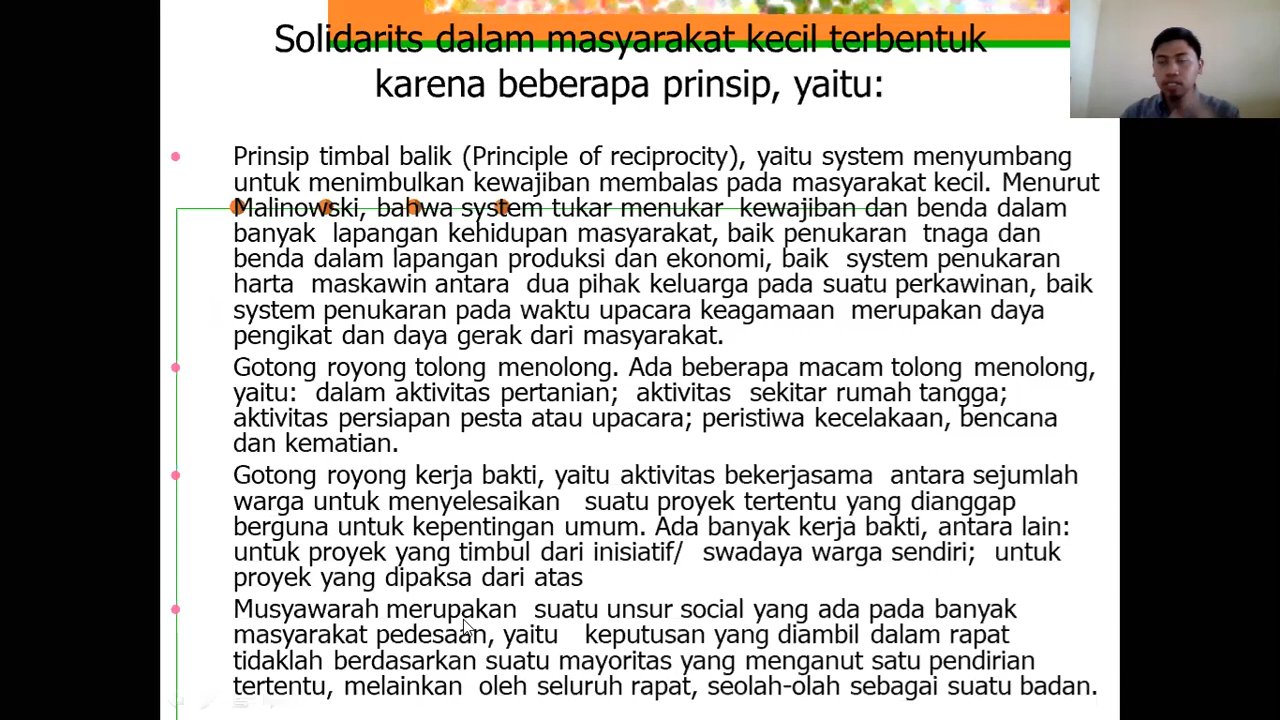 Solidarits dalam masyarakat kecil terbentuk
karena beberapa prinsip, yaitu:
Prinsip timbal balik (Principle of reciprocity), yaitu system menyumbang
untuk menimbulkan kewajiban membalas pada masyarakat kecil. Menurut
Malinowski, bahwa system tukar menukar kewajiban dan benda dalam
banyak lapangan kehidupan masyarakat, baik penukaran tnaga dan
benda dalam lapangan produksi dan ekonomi, baik system penukaran
harta maskawin antara dua pihak keluarga pada suatu perkawinan, baik
system penukaran pada waktu upacara keagamaan merupakan daya
pengikat dan daya gerak dari masyarakat.
Gotong royong tolong menolong. Ada beberapa macam tolong menolong,
yaitu: dalam aktivitas pertanian; aktivitas sekitar rumah tangga;
aktivitas persiapan pesta atau upacara; peristiwa kecelakaan, bencana
dan kematian.
Gotong royong kerja bakti, yaitu aktivitas bekerjasama antara sejumlah
warga untuk menyelesaikan suatu proyek tertentu yang dianggap
berguna untuk kepentingan umum. Ada banyak kerja bakti, antara lain:
untuk proyek yang timbul dari inisiatif/ swadaya warga sendiri; untuk
proyek yang dipaksa dari atas
Musyawarah merupakan suatu unsur social yang ada pada banyak
masyarakat pedesaan, yaitu keputusan yang diambil dalam rapat
tidaklah berdasarkan suatu mayoritas yang menganut satu pendirian
tertentu, melainkan oleh seluruh rapat, seolah-olah sebagai suatu badan.